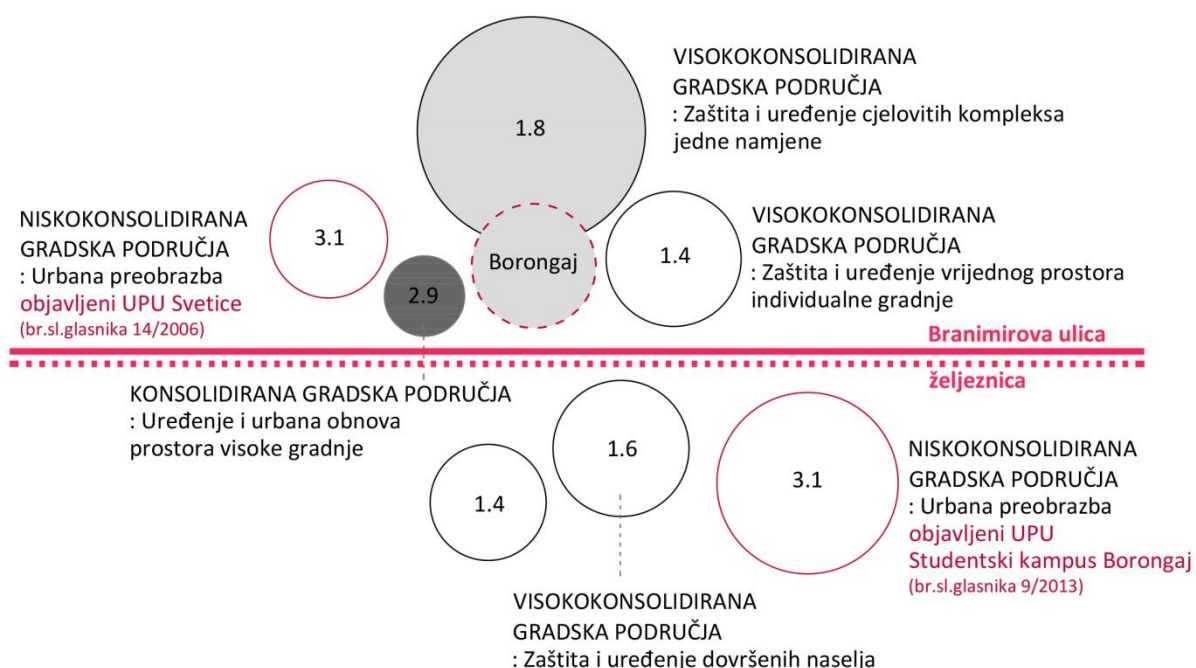 VISOKOKONSOLIDIRANA
GRADSKA PODRUČJA
: Zaštita i uređenje cjelovitih kompleksa
jedne namjene
1.8
NISKOKONSOLIDIRANA
GRADSKA PODRUČJA
: Urbana preobrazba
objavljeni UPU Svetice
(br.sl.glasnika 14/2006)
3.1
2.9
Borongaj
1.4
VISOKOKONSOLIDIRANA
GRADSKA PODRUČJA
: Zaštita i uređenje vrijednog prostora
individualne gradnje
Branimirova ulica
željeznica
KONSOLIDIRANA GRADSKA PODRUČJA
: Uređenje i urbana obnova
prostora visoke gradnje
1.4
1.6
3.1
NISKOKONSOLIDIRANA
GRADSKA PODRUČJA
: Urbana preobrazba
objavljeni UPU
Studentski kampus Borongaj
(br.sl.glasnika 9/2013)
VISOKOKONSOLIDIRANA
GRADSKA PODRUČJA
: Zaštita i uređenje dovršenih naselja